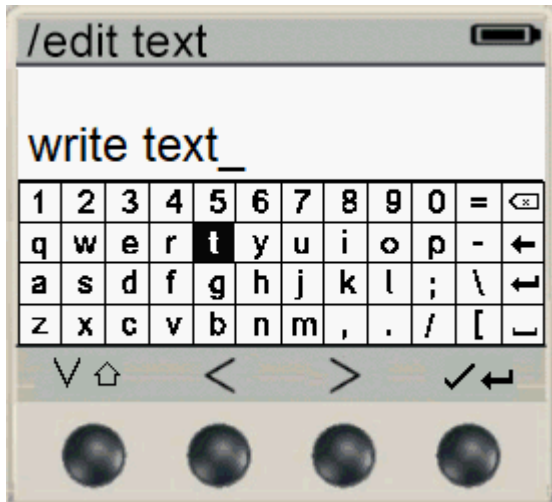 /edit text
write text_
1 2 3 4 5 6 7 8 9 0 =
q w e r t y u i o p - ←
a s d f g h j k l ; \ ↵
z x c v b n m , . / [ ⎵
∨ ⇧ < > ✓ ↵